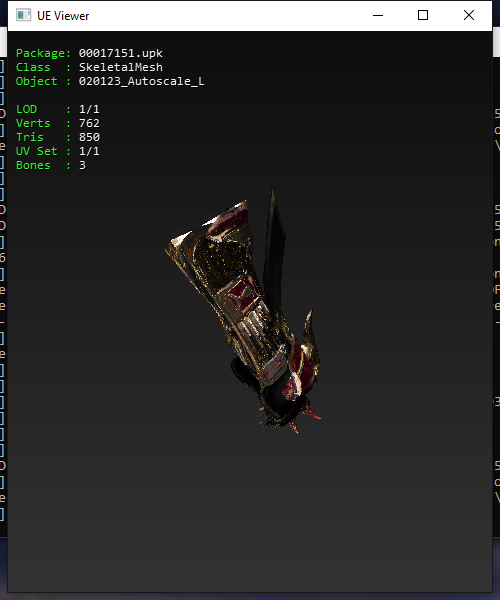 UE Viewer
Package: 00017151.upk
Class : SkeletalMesh
Object : 020123_Autoscale_L
LOD : 1/1
Verts : 762
Tris : 850
UV Set : 1/1
Bones : 3